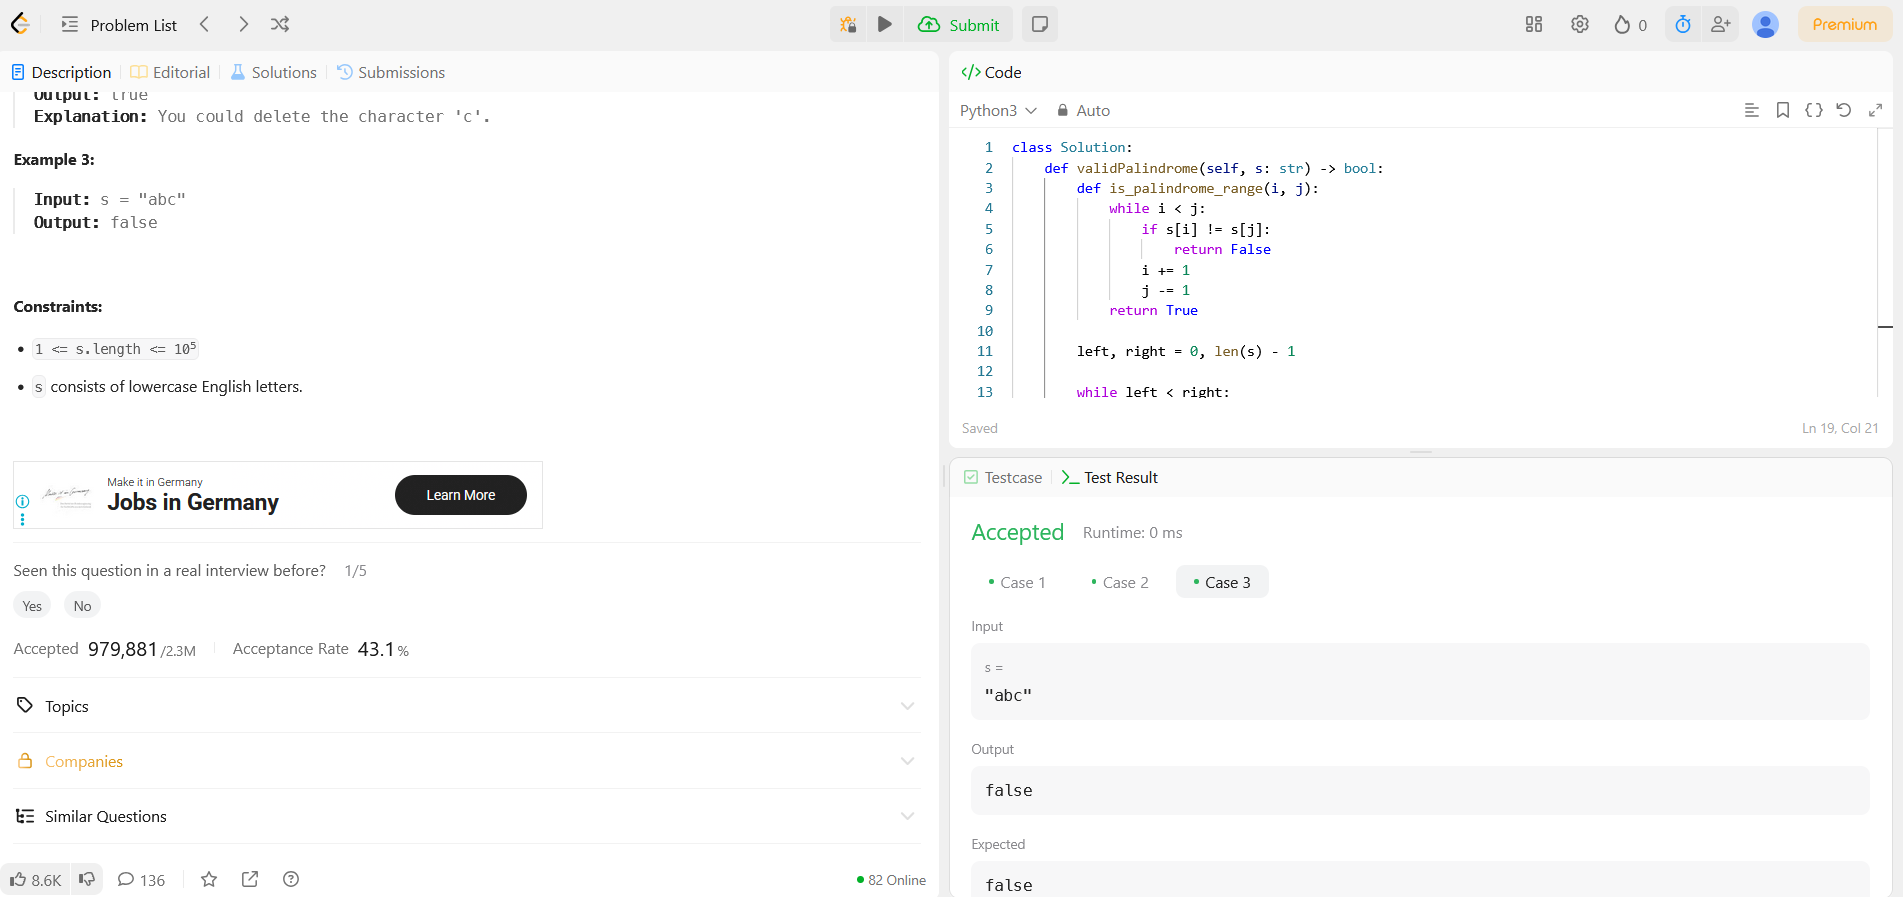 Problem List
Submit
0
Premium
Description
Editorial
Solutions
Submissions
Output: true
Explanation: You could delete the character 'c'.
Example 3:
Input: s = "abc"
Output: false
Constraints:
1 <= s.length <= 10⁵
s consists of lowercase English letters.
Make it in Germany
Jobs in Germany
Learn More
Seen this question in a real interview before? 1/5
Yes
No
Accepted 979,881/2.3M
Acceptance Rate 43.1%
Topics
Companies
Similar Questions
8.6K
136
82 Online
</> Code
Python3
Auto
1 class Solution:
2     def validPalindrome(self, s: str) -> bool:
3         def is_palindrome_range(i, j):
4             while i < j:
5                 if s[i] != s[j]:
6                     return False
7                 i += 1
8                 j -= 1
9             return True
10
11         left, right = 0, len(s) - 1
12
13         while left < right:
Saved
Ln 19, Col 21
Testcase
Test Result
Accepted
Runtime: 0 ms
Case 1
Case 2
Case 3
Input
s =
"abc"
Output
false
Expected
false